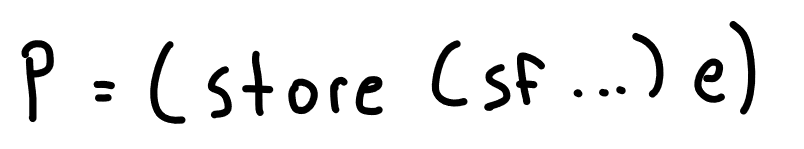 P = (store (sf ...) e)